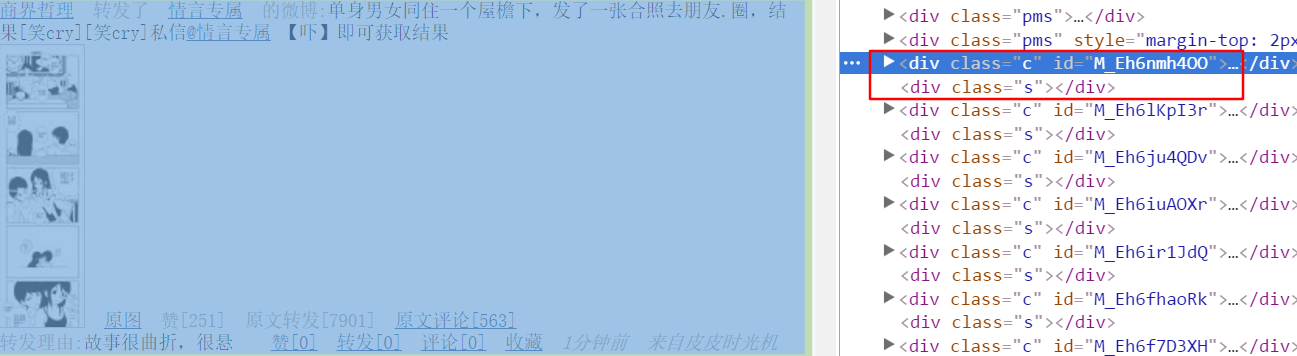 商界哲理 转发了 情言专属 的微博:单身男女同住一个屋檐下，发了一张合照去朋友.圈，结
果[笑cry][笑cry]私信@情言专属 【吓】即可获取结果
原图 赞[251] 原文转发[7901] 原文评论[563]
转发理由:故事很曲折，很悬 赞[0] 转发[0] 评论[0] 收藏 1分钟前 来自皮皮时光机
▶<div class="pms">…</div>
▶<div class="pms" style="margin-top: 2px
… ▶<div class="c" id="M_Eh6nmh4OO">…</div>
<div class="s"></div>
▶<div class="c" id="M_Eh6lKpI3r">…</div>
<div class="s"></div>
▶<div class="c" id="M_Eh6ju4QDv">…</div>
<div class="s"></div>
▶<div class="c" id="M_Eh6iuAOXr">…</div>
<div class="s"></div>
▶<div class="c" id="M_Eh6ir1JdQ">…</div>
<div class="s"></div>
▶<div class="c" id="M_Eh6fhaoRk">…</div>
<div class="s"></div>
▶<div class="c" id="M_Eh6f7D3XH">…</div>